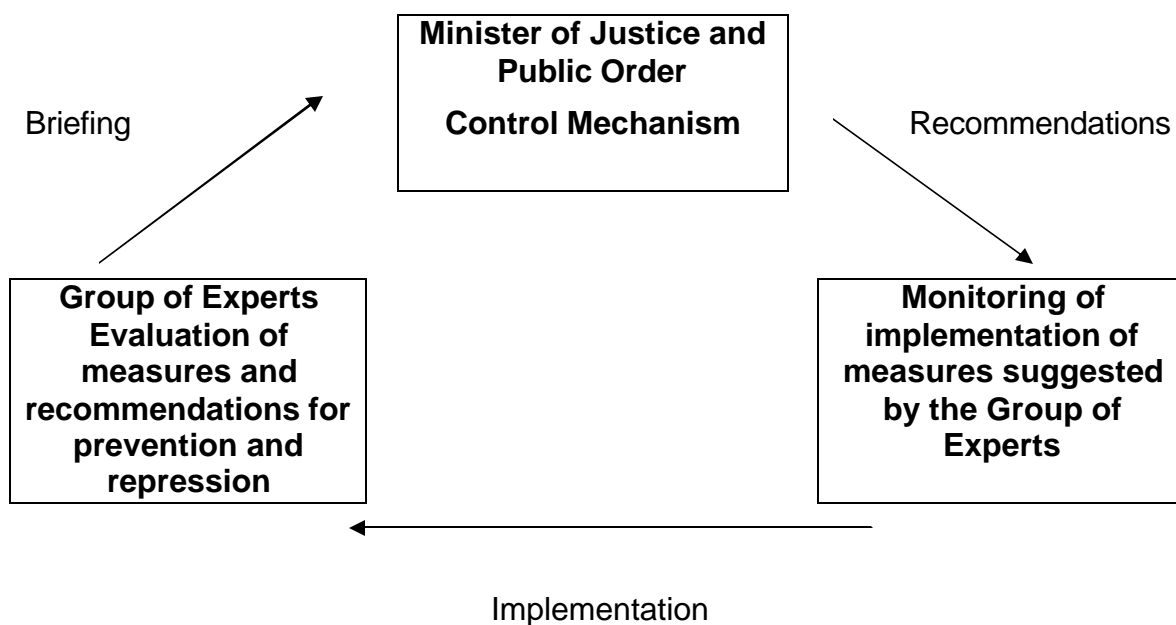 Minister of Justice and
Public Order
Control Mechanism
Briefing
Recommendations
Group of Experts
Evaluation of
measures and
recommendations for
prevention and
repression
Monitoring of
implementation of
measures suggested
by the Group of
Experts
Implementation